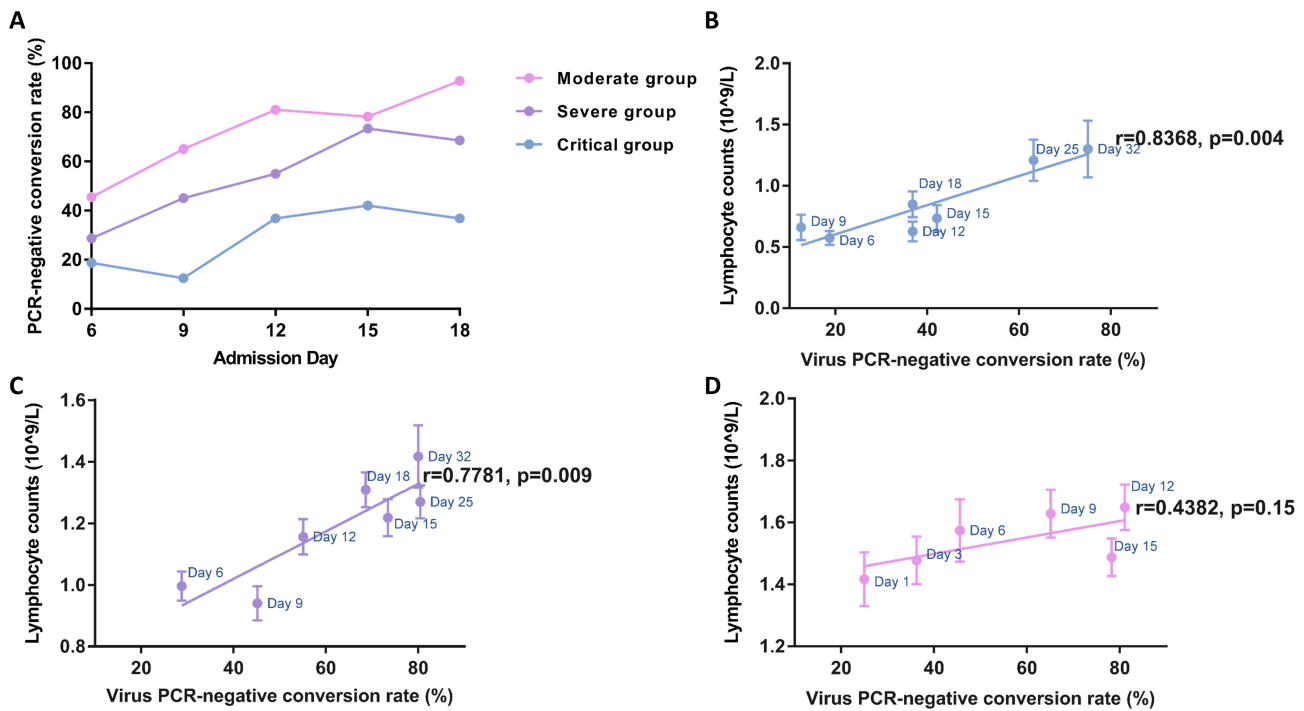 A
PCR-negative conversion rate (%)
100
80
60
40
20
0
6
9
12
15
18
Admission Day
Moderate group
Severe group
Critical group
B
Lymphocyte counts (10^9/L)
2.0
1.5
1.0
0.5
0.0
20
40
60
80
Virus PCR-negative conversion rate (%)
Day 9
Day 6
Day 18
Day 15
Day 12
Day 25
Day 32
r=0.8368, p=0.004
C
Lymphocyte counts (10^9/L)
1.6
1.4
1.2
1.0
0.8
20
40
60
80
Virus PCR-negative conversion rate (%)
Day 6
Day 9
Day 12
Day 18
Day 15
Day 32
Day 25
r=0.7781, p=0.009
D
Lymphocyte counts (10^9/L)
2.0
1.8
1.6
1.4
1.2
20
40
60
80
Virus PCR-negative conversion rate (%)
Day 1
Day 3
Day 6
Day 9
Day 12
Day 15
r=0.4382, p=0.15